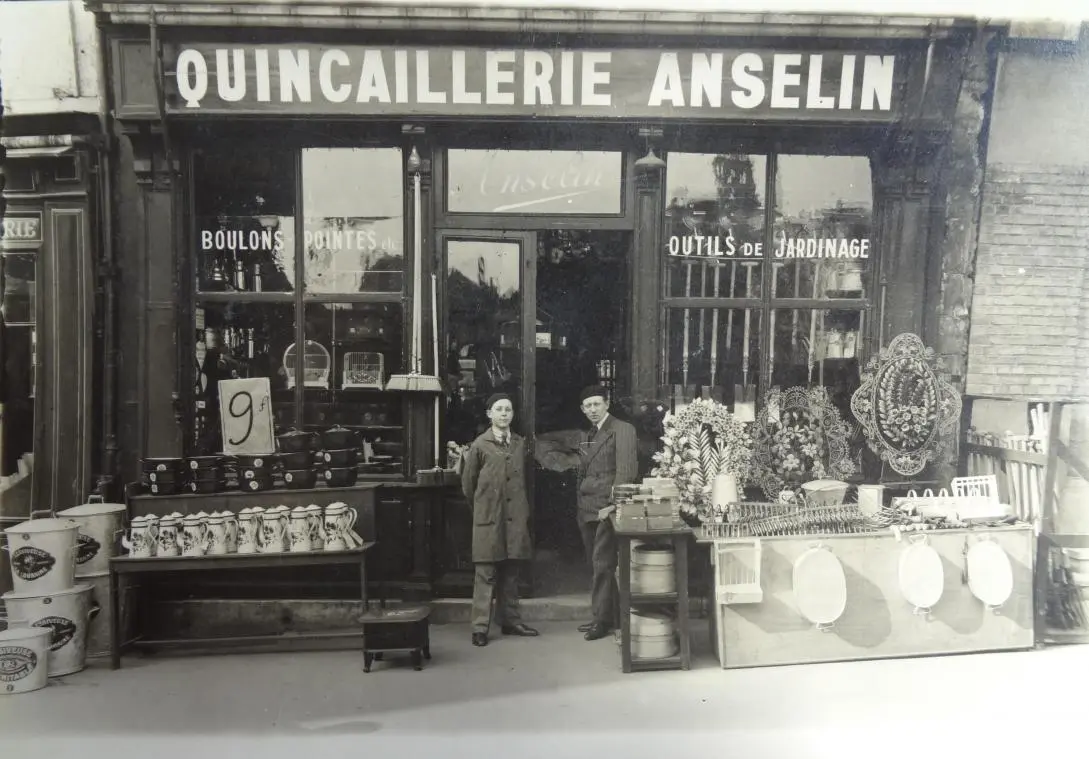 QUINCAILLERIE ANSELIN
Anselin
BOULONS POINTES etc
OUTILS DE JARDINAGE
RIE
9f